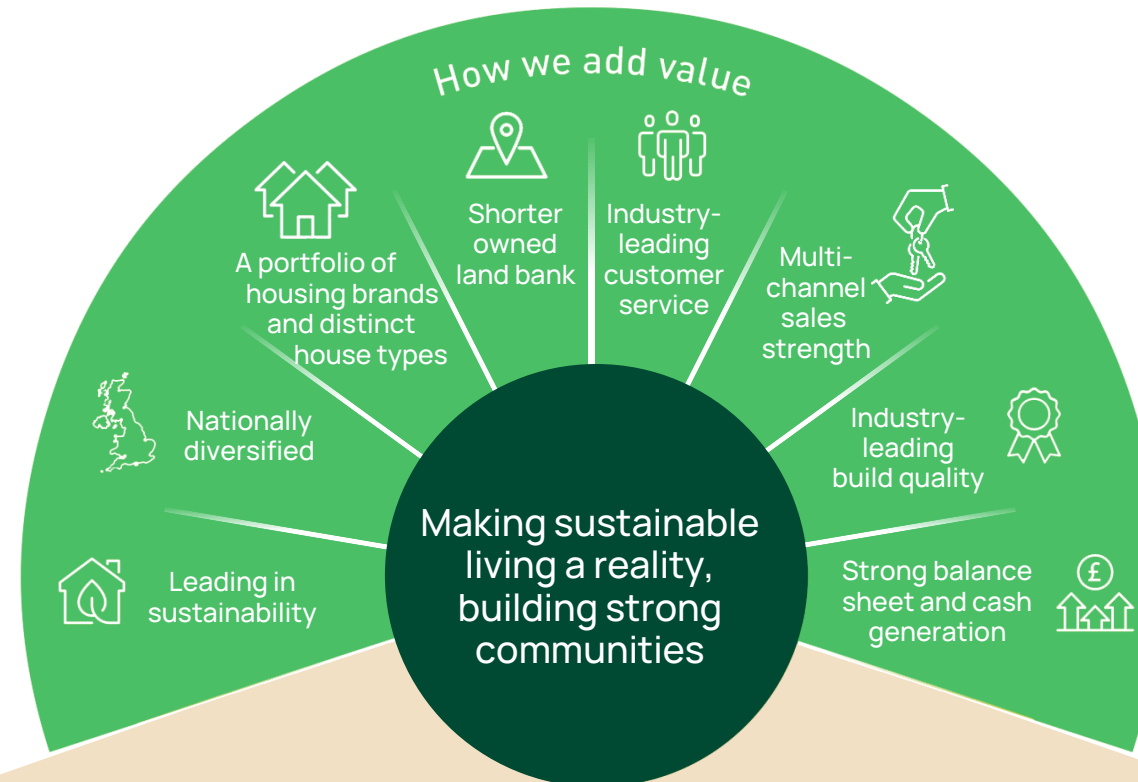 How we add value
Leading in
sustainability
Nationally
diversified
A portfolio of
housing brands
and distinct
house types
Shorter
owned
land bank
Industry-
leading
customer
service
Multi-
channel
sales
strength
Industry-
leading
build quality
Strong balance
sheet and cash
generation
£
Making sustainable
living a reality,
building strong
communities